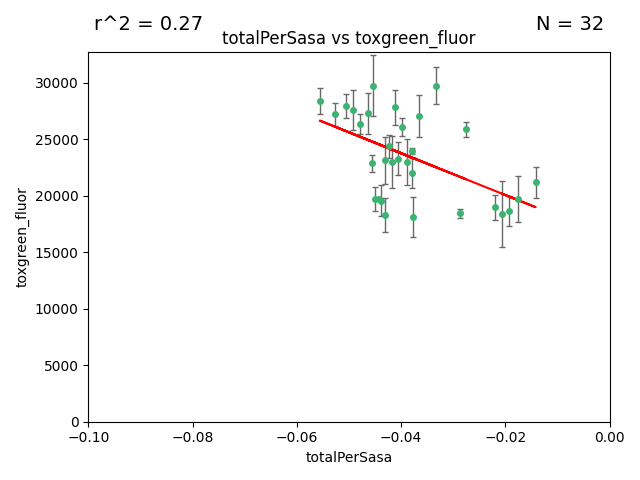 r^2 = 0.27
N = 32
totalPerSasa vs toxgreen_fluor
30000
25000
20000
15000
10000
5000
0
toxgreen_fluor
−0.10
−0.08
−0.06
−0.04
−0.02
0.00
totalPerSasa